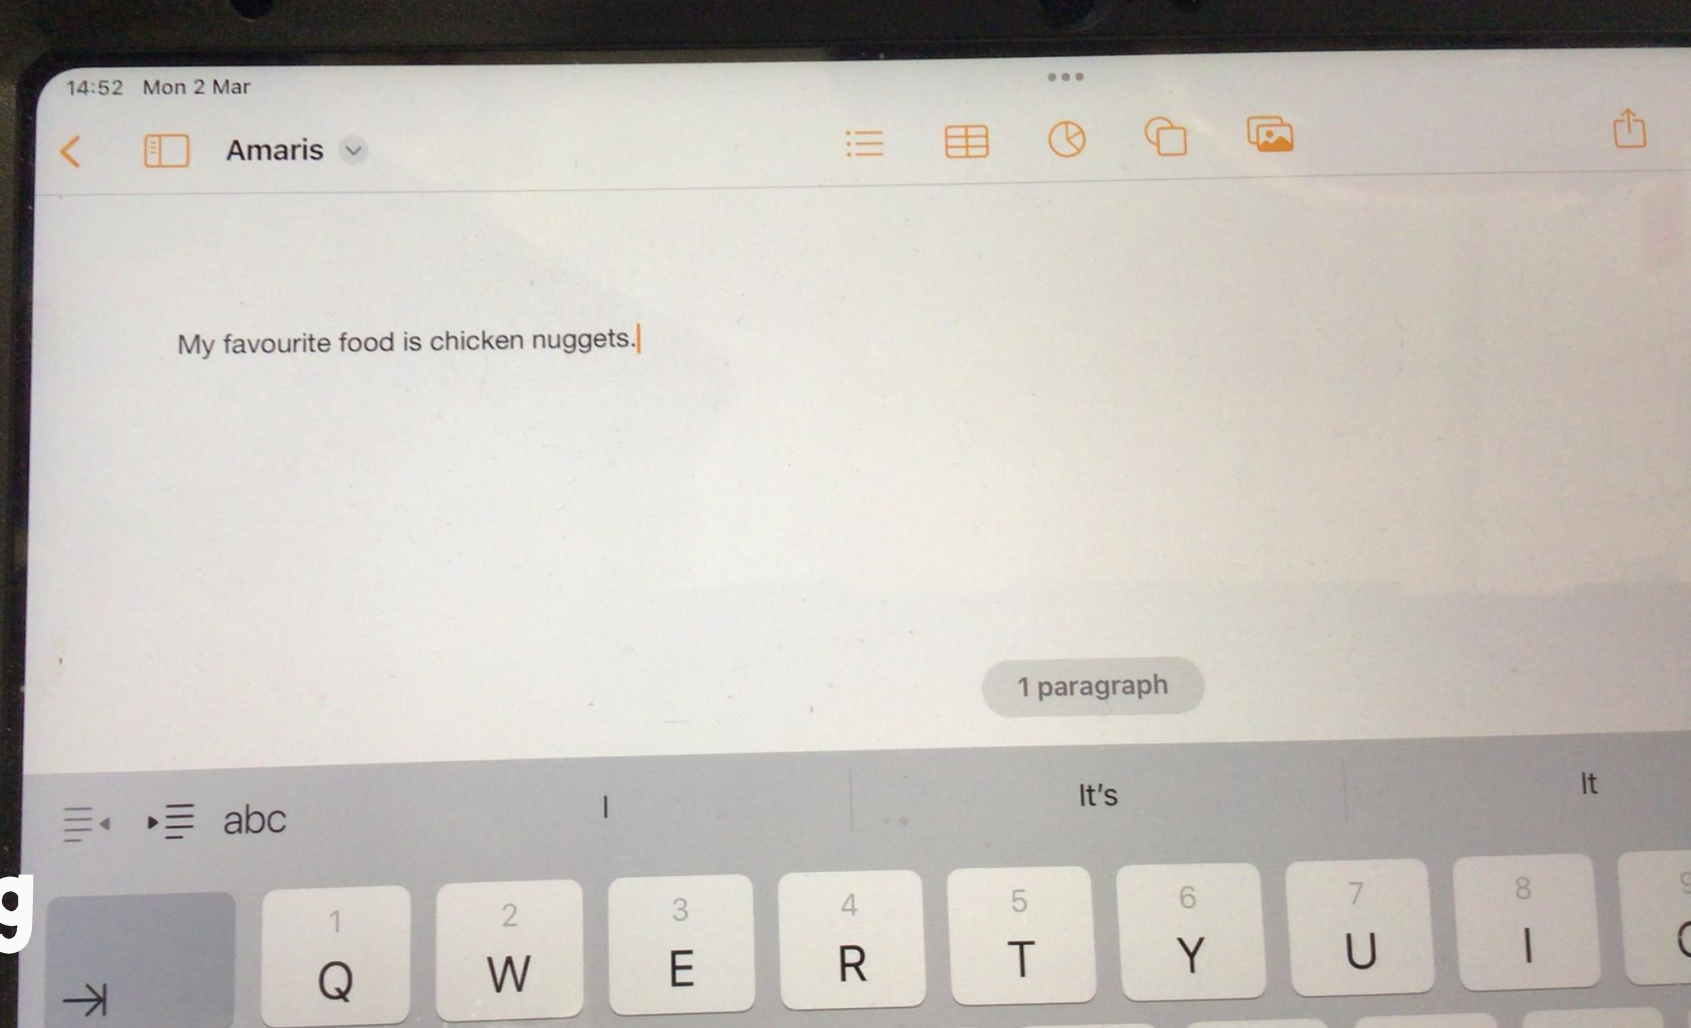 14:52 Mon 2 Mar
Amaris
My favourite food is chicken nuggets.
1 paragraph
abc
I
It's
It
g
1 2 3 4 5 6 7 8 9
Q W E R T Y U I